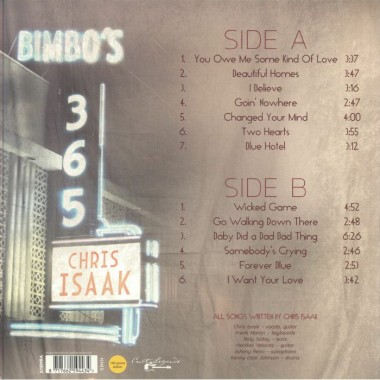 BIMBO'S
365
CHRIS
ISAAK
SIDE A
1. You Owe Me Some Kind Of Love 3:37
2. Beautiful Homes 3:47
3. I Believe 3:16
4. Goin' Nowhere 2:47
5. Changed Your Mind 4:00
6. Two Hearts 3:55
7. Blue Hotel 3:12
SIDE B
1. Wicked Game 4:52
2. Go Walking Down There 2:48
3. Baby Did a Bad Bad Thing 6:26
4. Somebody's Crying 2:46
5. Forever Blue 2:51
6. I Want Your Love 3:42
ALL SONGS WRITTEN BY CHRIS ISAAK
Chris Isaak - vocals, guitar